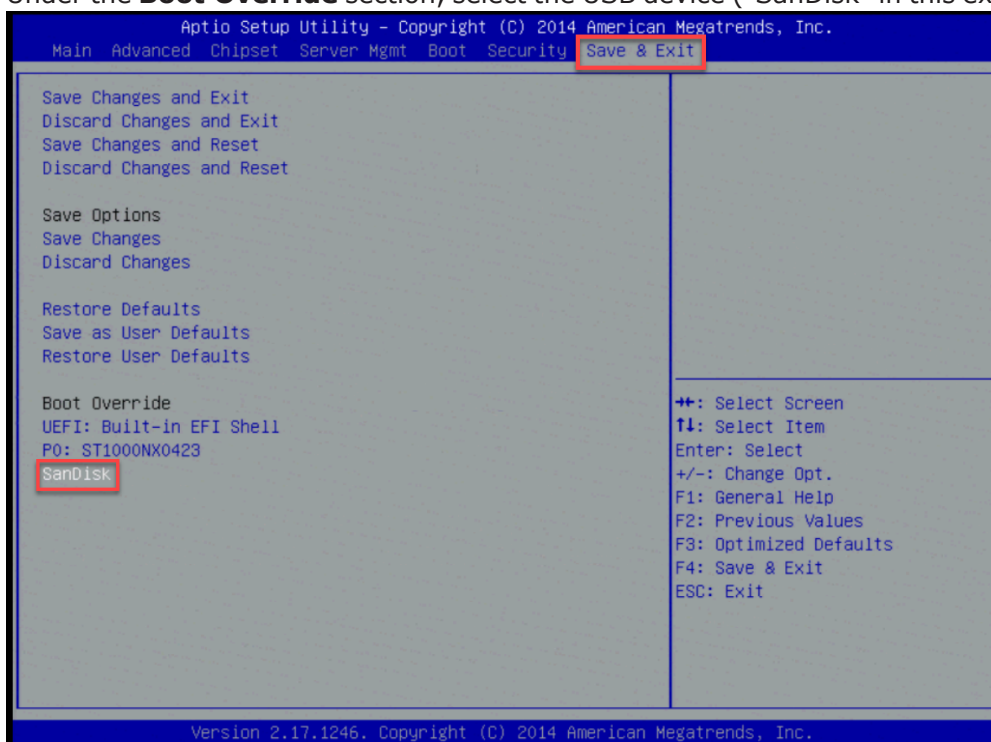 Under the Boot Override section, select the USB device ("SanDisk" in this ex
Aptio Setup Utility – Copyright (C) 2014 American Megatrends, Inc.
Main Advanced Chipset Server Mgmt Boot Security Save & Exit
Save Changes and Exit
Discard Changes and Exit
Save Changes and Reset
Discard Changes and Reset
Save Options
Save Changes
Discard Changes
Restore Defaults
Save as User Defaults
Restore User Defaults
Boot Override
UEFI: Built-in EFI Shell
P0: ST1000NX0423
SanDisk
→←: Select Screen
↑↓: Select Item
Enter: Select
+/-: Change Opt.
F1: General Help
F2: Previous Values
F3: Optimized Defaults
F4: Save & Exit
ESC: Exit
Version 2.17.1246. Copyright (C) 2014 American Megatrends, Inc.